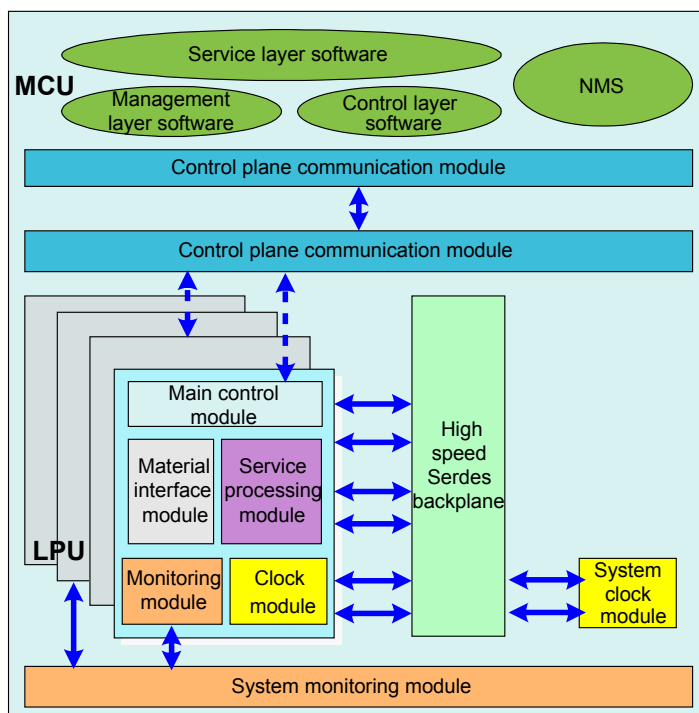 Service layer software
MCU
NMS
Management
layer software
Control layer
software
Control plane communication module
Control plane communication module
Main control
module
Material
interface
module
Service
processing
module
High
speed
Serdes
backplane
LPU
Monitoring
module
Clock
module
System
clock
module
System monitoring module